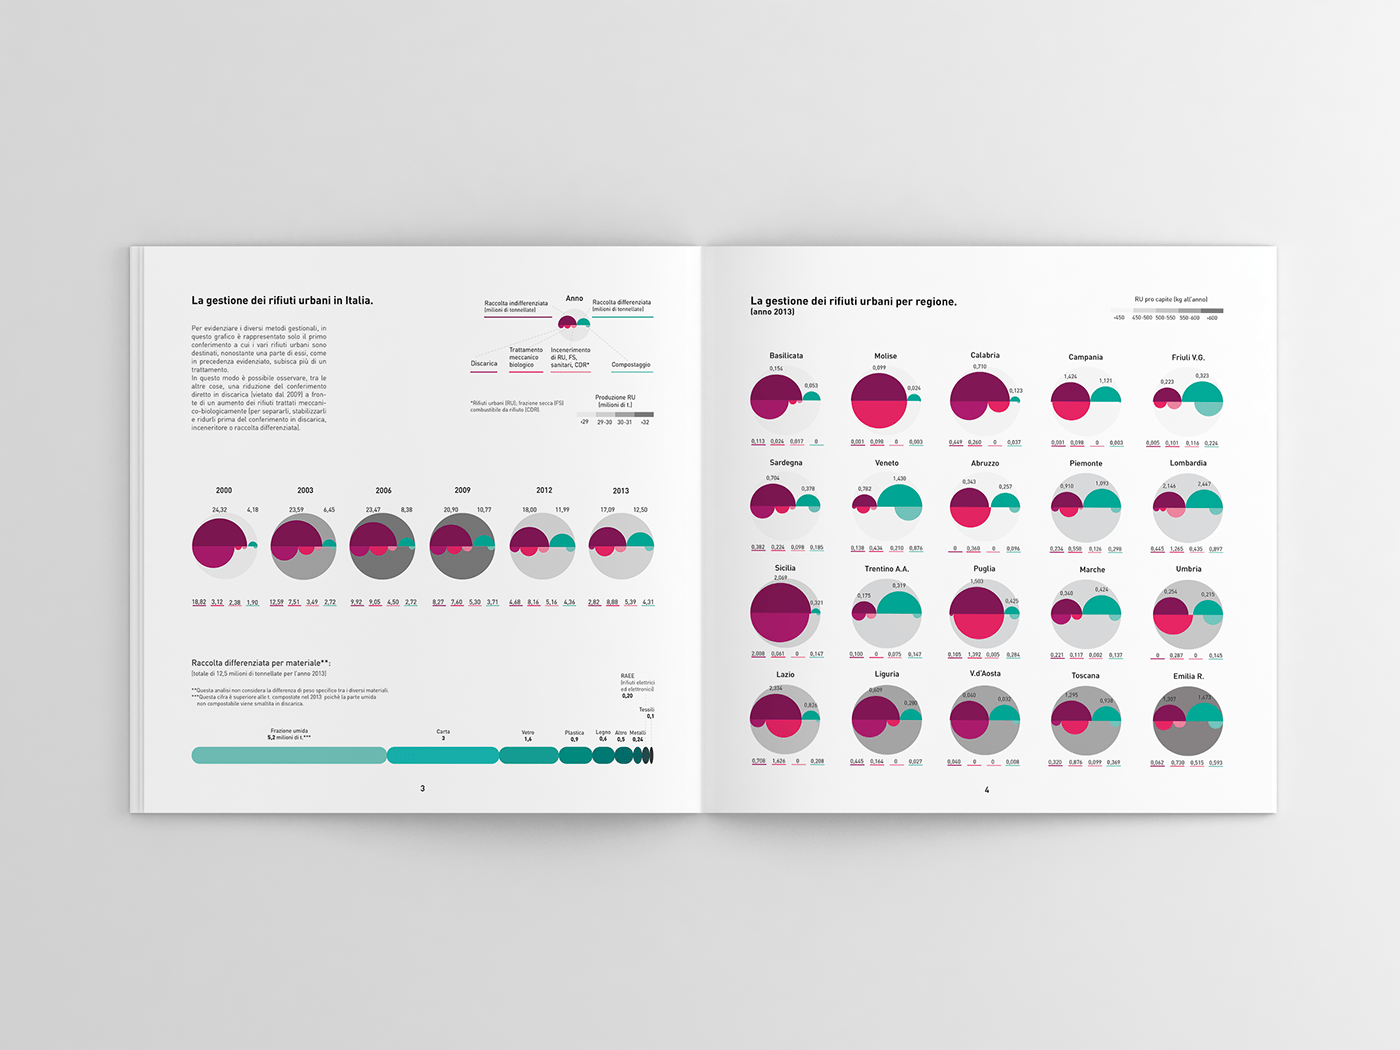 La gestione dei rifiuti urbani in Italia.
Per evidenziare i diversi metodi gestionali, in
questo grafico è rappresentato solo il primo
conferimento a cui i vari rifiuti urbani sono
destinati, nonostante una parte di essi, come
in precedenza evidenziato, subisca più di un
trattamento.
In questo modo è possibile osservare, tra le
altre cose, una riduzione del conferimento
diretto in discarica (vietato dal 2009) a fron-
te di un aumento dei rifiuti trattati meccani-
co-biologicamente (per separarli, stabilizzarli
e ridurli prima del conferimento in discarica,
inceneritore o raccolta differenziata).
Anno
Raccolta indifferenziata
(milioni di tonnellate)
Raccolta differenziata
(milioni di tonnellate)
Discarica
Trattamento
meccanico
biologico
Incenerimento
di RU, FS,
sanitari, CDR*
Compostaggio
*Rifiuti urbani (RU), frazione secca (FS)
combustibile da rifiuto (CDR)
Produzione RU
(milioni di t.)
<29 29-30 30-31 >32
2000 2003 2006 2009 2012 2013
24,32 4,18 23,59 6,45 23,47 8,38 20,90 10,77 18,00 11,99 17,09 12,50
18,82 3,12 2,38 1,90 12,59 7,51 3,49 2,72 9,92 9,05 4,50 2,72 8,27 7,60 5,30 3,71 4,68 8,16 5,16 4,36 2,82 8,88 5,39 4,31
Raccolta differenziata per materiale**:
(totale di 12,5 milioni di tonnellate per l'anno 2013)
**Questa analisi non considera la differenza di peso specifico tra i diversi materiali.
***Questa cifra è superiore alle t. compostate nel 2013 poichè la parte umida
non compostabile viene smaltita in discarica.
RAEE
(rifiuti elettrici
ed elettronici)
0,20
Tessili
0,1
Frazione umida Carta Vetro Plastica Legno Altro Metalli
5,2 milioni di t.*** 3 1,6 0,9 0,6 0,5 0,24
3
La gestione dei rifiuti urbani per regione.
(anno 2013)
RU pro capite (kg all'anno)
<450 450-500 500-550 550-600 >600
Basilicata Molise Calabria Campania Friuli V.G.
0,154 0,053 0,099 0,024 0,710 0,123 1,424 1,121 0,223 0,323
0,113 0,024 0,017 0 0,001 0,098 0 0,003 0,449 0,260 0 0,037 0,001 0,098 0 0,003 0,005 0,101 0,116 0,224
Sardegna Veneto Abruzzo Piemonte Lombardia
0,704 0,378 0,782 1,430 0,343 0,257 0,910 1,093 2,146 2,447
0,382 0,224 0,098 0,185 0,138 0,434 0,210 0,876 0 0,360 0 0,096 0,234 0,550 0,126 0,298 0,445 1,265 0,435 0,897
Sicilia Trentino A.A. Puglia Marche Umbria
2,069 0,321 0,175 0,319 1,503 0,425 0,340 0,424 0,254 0,215
2,008 0,061 0 0,147 0,100 0 0,075 0,147 0,105 1,392 0,005 0,284 0,221 0,117 0,002 0,137 0 0,287 0 0,145
Lazio Liguria V.d'Aosta Toscana Emilia R.
2,334 0,826 0,609 0,280 0,040 0,032 1,295 0,938 1,307 1,473
0,708 1,626 0 0,208 0,445 0,164 0 0,027 0,040 0 0 0,008 0,320 0,876 0,099 0,369 0,062 0,730 0,515 0,593
4